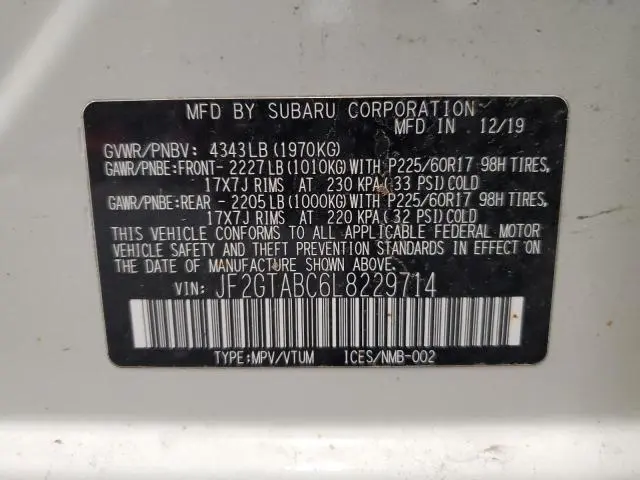 MFD BY SUBARU CORPORATION
MFD IN 12/19
GVWR/PNBV: 4343LB (1970KG)
GAWR/PNBE:FRONT- 2227LB (1010KG) WITH P225/60R17 98H TIRES,
17X7J RIMS AT 230 KPA (33 PSI) COLD
GAWR/PNBE:REAR - 2205LB (1000KG) WITH P225/60R17 98H TIRES,
17X7J RIMS AT 220 KPA (32 PSI) COLD
THIS VEHICLE CONFORMS TO ALL APPLICABLE FEDERAL MOTOR
VEHICLE SAFETY AND THEFT PREVENTION STANDARDS IN EFFECT ON
THE DATE OF MANUFACTURE SHOWN ABOVE.
VIN: JF2GTABC6L8229714
TYPE:MPV/VTUM ICES/NMB-002